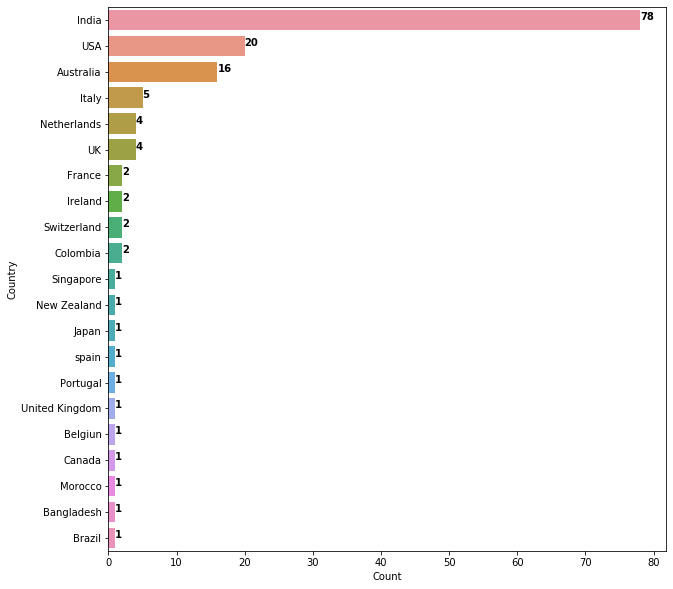 India 78
USA 20
Australia 16
Italy 5
Netherlands 4
UK 4
France 2
Ireland 2
Switzerland 2
Colombia 2
Singapore 1
New Zealand 1
Japan 1
spain 1
Portugal 1
United Kingdom 1
Belgiun 1
Canada 1
Morocco 1
Bangladesh 1
Brazil 1
Country
0 10 20 30 40 50 60 70 80
Count